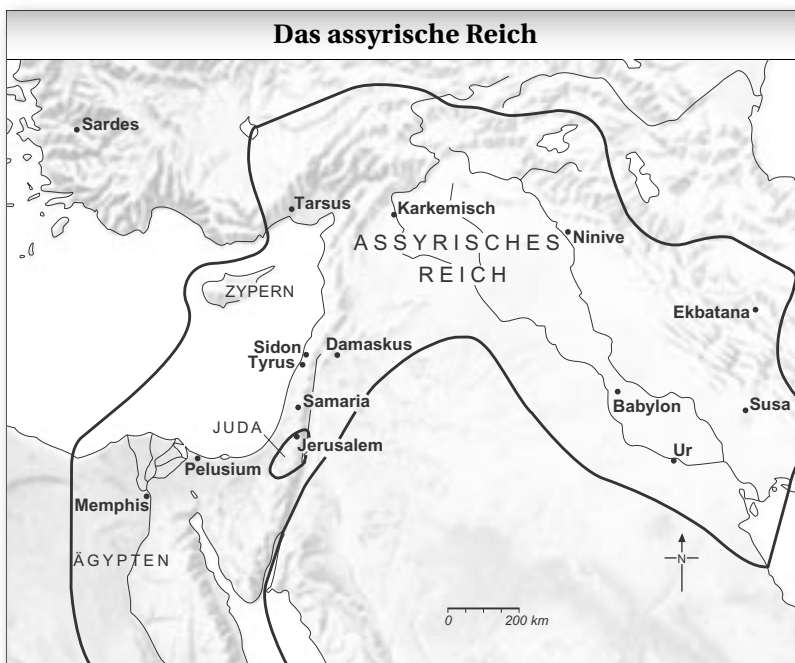 Das assyrische Reich
Sardes
Tarsus
Karkemisch
ASSYRISCHES
REICH
Ninive
ZYPERN
Ekbatana
Sidon
Damaskus
Tyrus
Samaria
Babylon
Susa
JUDA
Jerusalem
Ur
Pelusium
Memphis
ÄGYPTEN
N
0 200 km